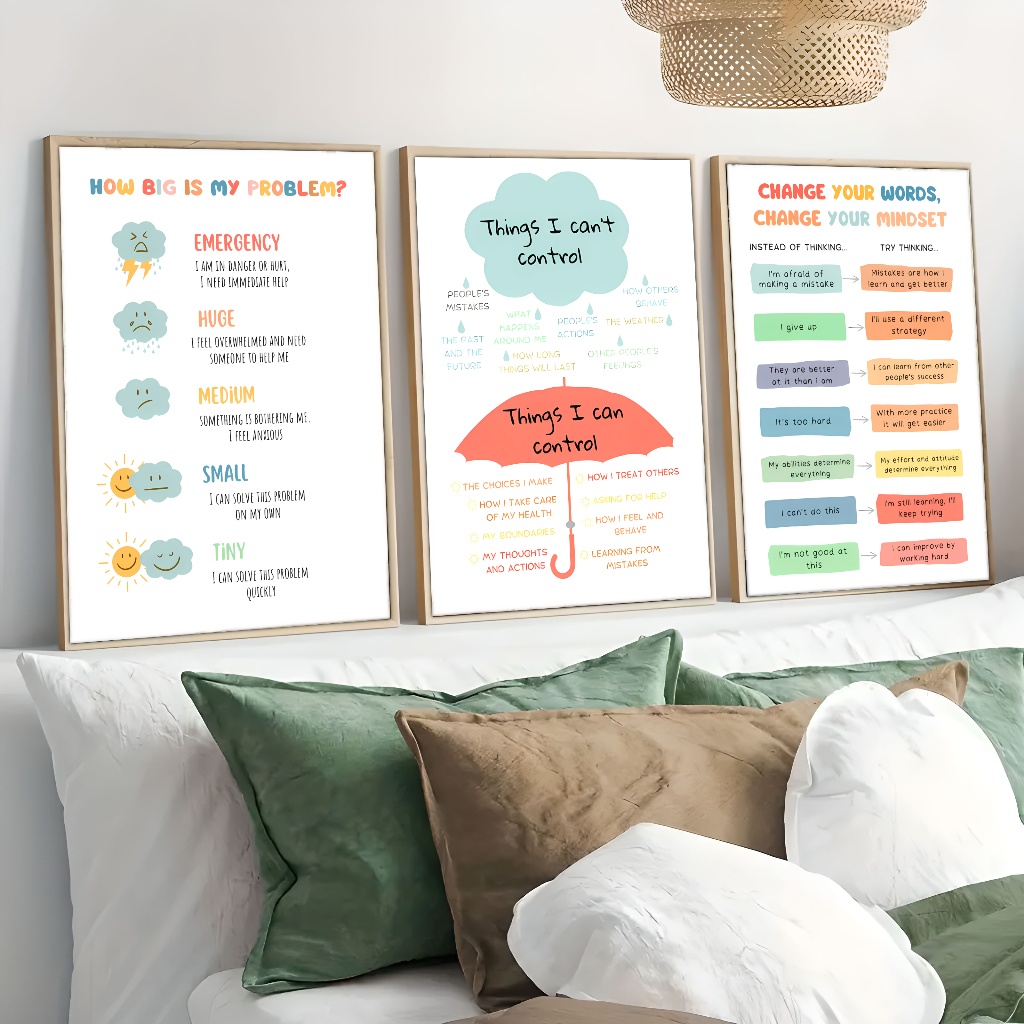 HOW BIG IS MY PROBLEM?
EMERGENCY
I AM IN DANGER OR HURT,
I NEED IMMEDIATE HELP
HUGE
I FEEL OVERWHELMED AND NEED
SOMEONE TO HELP ME
MEDIUM
SOMETHING IS BOTHERING ME.
I FEEL ANXIOUS
SMALL
I CAN SOLVE THIS PROBLEM
ON MY OWN
TINY
I CAN SOLVE THIS PROBLEM
QUICKLY
Things I can't
control
PEOPLE'S
MISTAKES
HOW OTHERS
BEHAVE
WHAT
HAPPENS
AROUND ME
PEOPLE'S
ACTIONS
THE WEATHER
THE PAST
AND THE
FUTURE
HOW LONG
THINGS WILL LAST
OTHER PEOPLE'S
FEELINGS
Things I can
control
THE CHOICES I MAKE
HOW I TREAT OTHERS
HOW I TAKE CARE
OF MY HEALTH
ASKING FOR HELP
MY BOUNDARIES
HOW I FEEL AND
BEHAVE
MY THOUGHTS
AND ACTIONS
LEARNING FROM
MISTAKES
CHANGE YOUR WORDS,
CHANGE YOUR MINDSET
INSTEAD OF THINKING...
TRY THINKING...
I'm afraid of
making a mistake
Mistakes are how I
learn and get better
I give up
I'll use a different
strategy
They are better
at it than I am
I can learn from other
people's success
It's too hard
With more practice
it will get easier
My abilities determine
everything
My effort and attitude
determine everything
I can't do this
I'm still learning, I'll
keep trying
I'm not good at
this
I can improve by
working hard